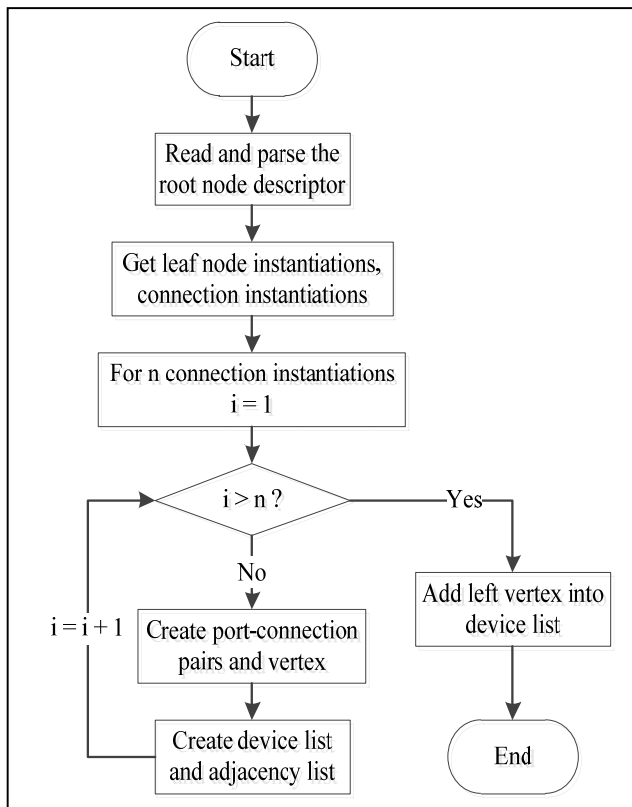 Start
Read and parse the
root node descriptor
Get leaf node instantiations,
connection instantiations
For n connection instantiations
i = 1
i > n ?
Yes
No
i = i + 1
Create port-connection
pairs and vertex
Add left vertex into
device list
Create device list
and adjacency list
End